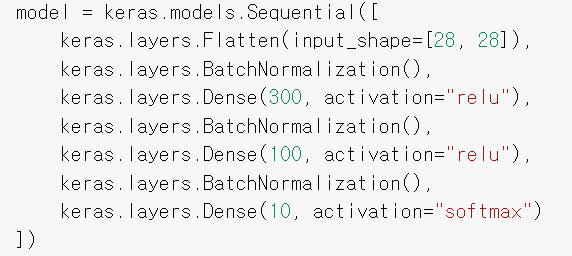 model = keras.models.Sequential([
    keras.layers.Flatten(input_shape=[28, 28]),
    keras.layers.BatchNormalization(),
    keras.layers.Dense(300, activation="relu"),
    keras.layers.BatchNormalization(),
    keras.layers.Dense(100, activation="relu"),
    keras.layers.BatchNormalization(),
    keras.layers.Dense(10, activation="softmax")
])